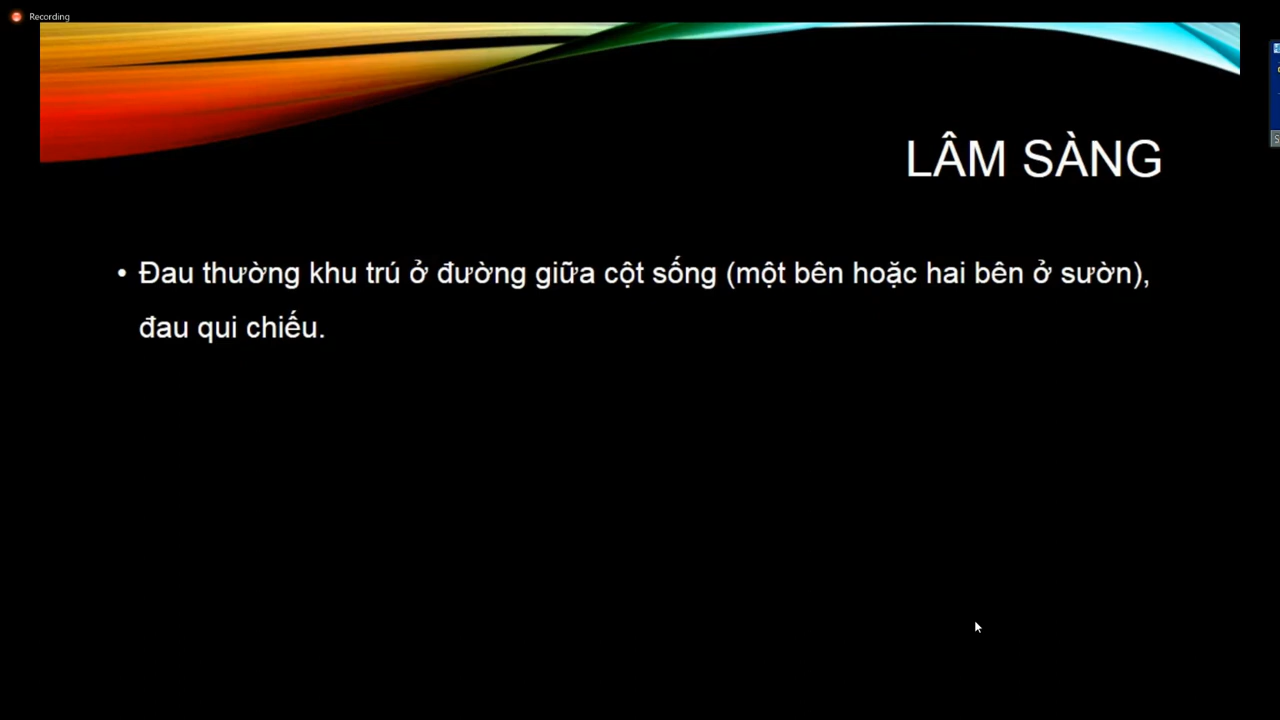 Recording
LÂM SÀNG
• Đau thường khu trú ở đường giữa cột sống (một bên hoặc hai bên ở sườn),
đau qui chiếu.